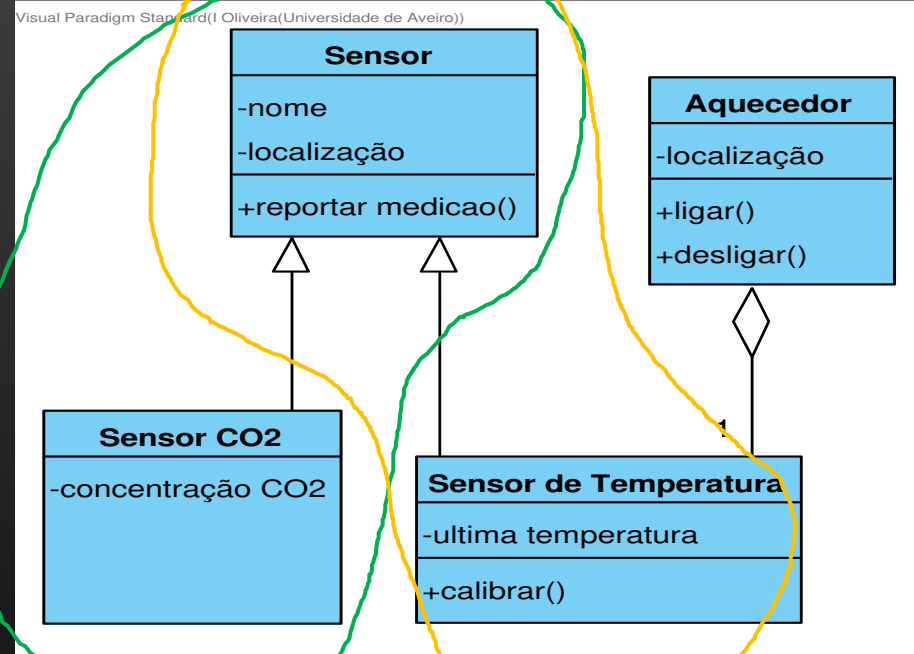 Visual Paradigm Standard(I Oliveira(Universidade de Aveiro))
Sensor
-nome
-localização
+reportar medicao()
Aquecedor
-localização
+ligar()
+desligar()
1
Sensor CO2
-concentração CO2
Sensor de Temperatura
-ultima temperatura
+calibrar()